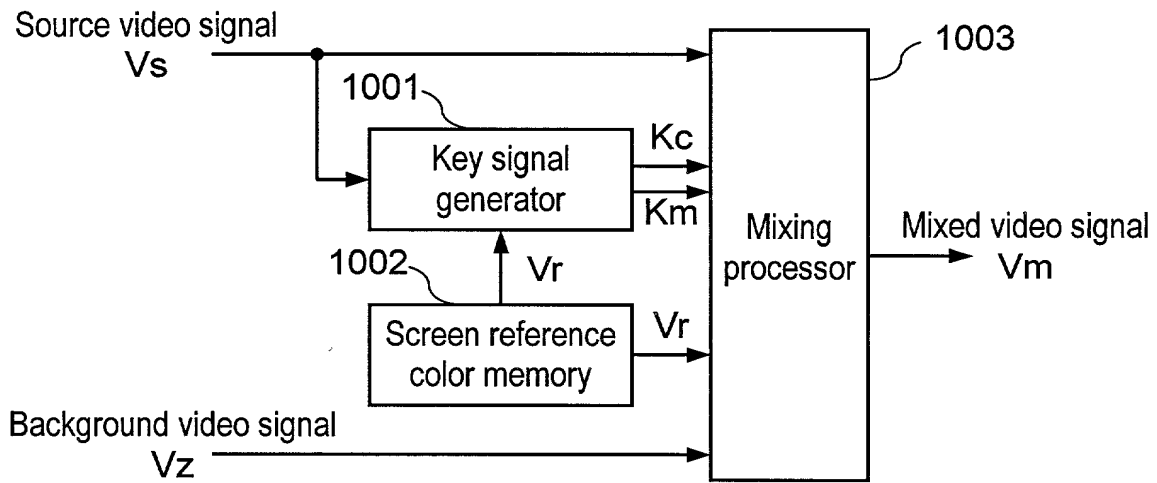 Source video signal
Vs
1003
1001
Key signal
generator
Kc
Km
Mixing
processor
Mixed video signal
Vm
1002
Vr
Screen reference
color memory
Vr
Background video signal
Vz